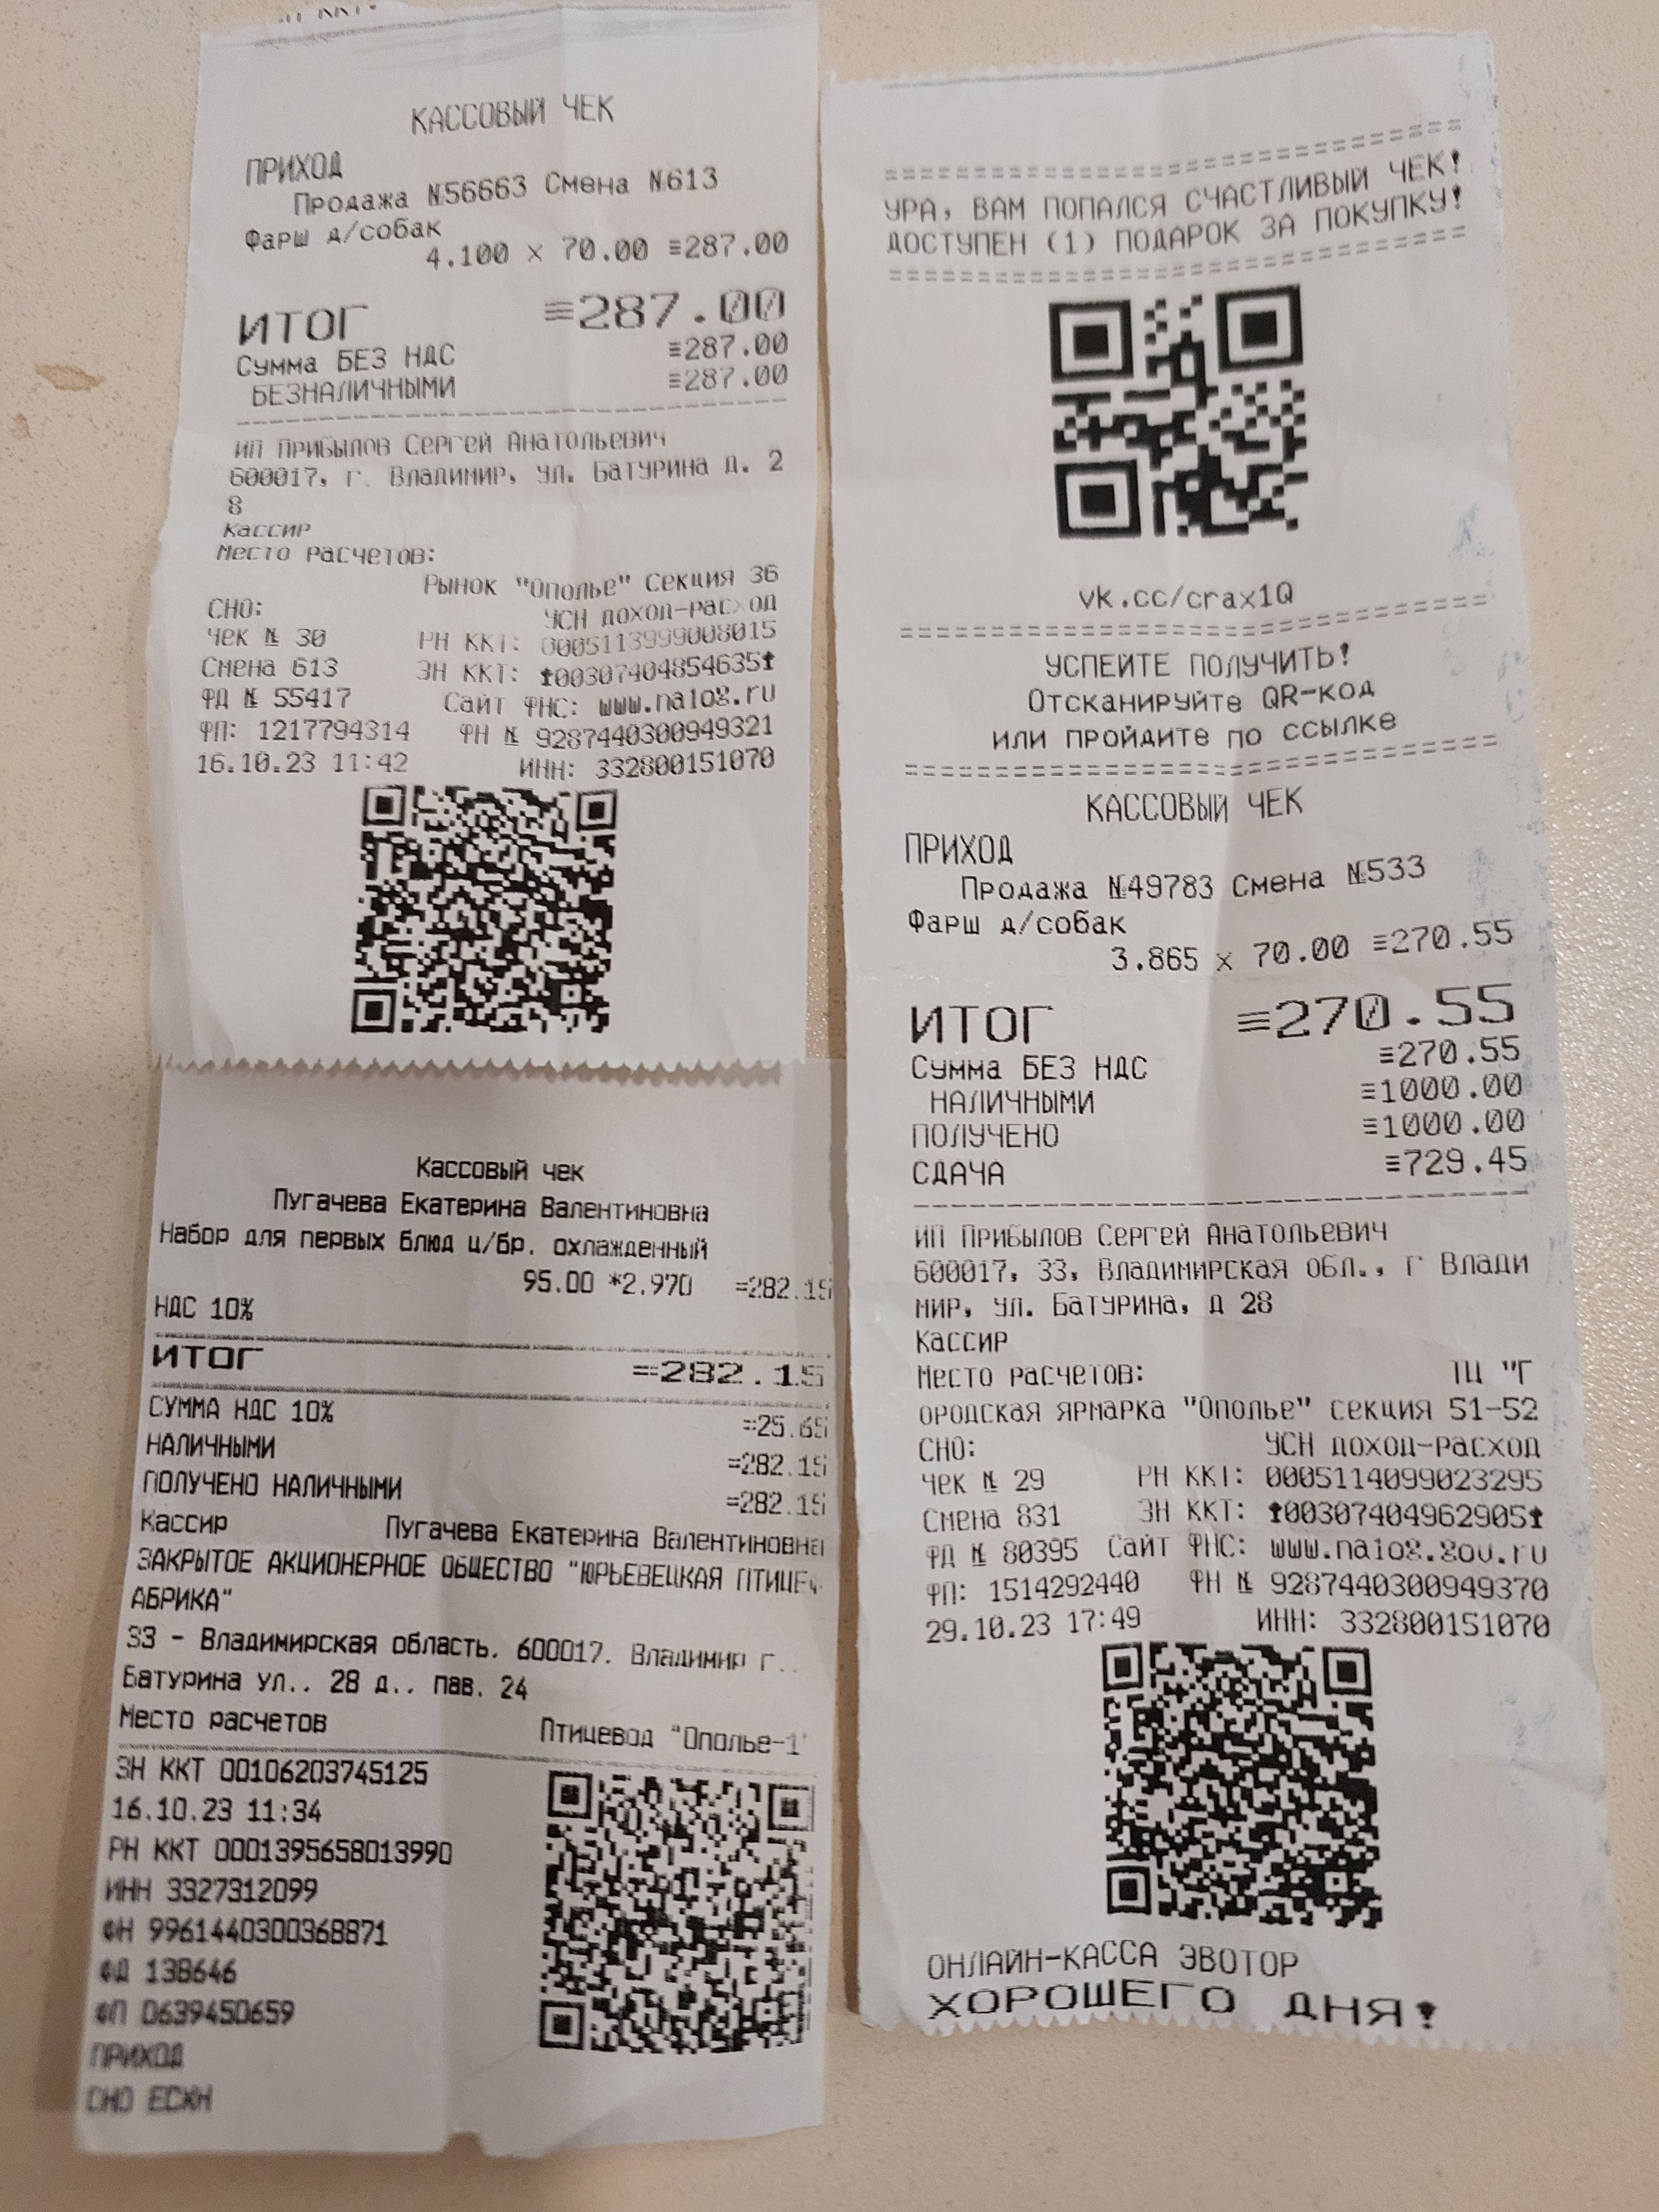 КАССОВЫЙ ЧЕК
ПРИХОД
Продажа №56663 Смена №613
Фарш д/собак
4.100 x 70.00 ≡287.00
ИТОГ ≡287.00
Сумма БЕЗ НДС ≡287.00
БЕЗНАЛИЧНЫМИ ≡287.00
ИП Прибылов Сергей Анатольевич
600017, г. Владимир, ул. Батурина д. 2
8
Кассир
Место расчетов:
Рынок "Ополье" Секция 36
СНО: УСН доход-расход
Чек № 30 РН ККТ: 0005113999008015
Смена 613 ЗН ККТ: ↑00307404854635↑
ФД № 55417 Сайт ФНС: www.nalog.ru
ФП: 1217794314 ФН № 9287440300949321
16.10.23 11:42 ИНН: 332800151070
Кассовый чек
Пугачева Екатерина Валентиновна
Набор для первых блюд ц/бр. охлажденный
95.00 *2.970 =282.15
НДС 10%
ИТОГ =282.15
СУММА НДС 10% =25.65
НАЛИЧНЫМИ =282.15
ПОЛУЧЕНО НАЛИЧНЫМИ =282.15
Кассир Пугачева Екатерина Валентиновна
ЗАКРЫТОЕ АКЦИОНЕРНОЕ ОБЩЕСТВО "ЮРЬЕВЕЦКАЯ ПТИЦЕФ
АБРИКА"
33 - Владимирская область. 600017. Владимир г..
Батурина ул.. 28 д.. пав. 24
Место расчетов Птицевод "Ополье-1"
ЗН ККТ 00106203745125
16.10.23 11:34
РН ККТ 0001395658013990
ИНН 3327312099
ФН 9961440300368871
ФД 138646
ФП 0639450659
ПРИХОД
СНО ЕСХН
УРА, ВАМ ПОПАЛСЯ СЧАСТЛИВЫЙ ЧЕК!
ДОСТУПЕН (1) ПОДАРОК ЗА ПОКУПКУ!
vk.cc/crax1Q
УСПЕЙТЕ ПОЛУЧИТЬ!
Отсканируйте QR-код
или пройдите по ссылке
КАССОВЫЙ ЧЕК
ПРИХОД
Продажа №49783 Смена №533
Фарш д/собак
3.865 x 70.00 ≡270.55
ИТОГ ≡270.55
Сумма БЕЗ НДС ≡270.55
НАЛИЧНЫМИ ≡1000.00
ПОЛУЧЕНО ≡1000.00
СДАЧА ≡729.45
ИП Прибылов Сергей Анатольевич
600017, 33, Владимирская обл., г Влади
мир, ул. Батурина, д 28
Кассир
Место расчетов: ТЦ "Г
ородская ярмарка "Ополье" секция 51-52
СНО: УСН доход-расход
Чек № 29 РН ККТ: 0005114099023295
Смена 831 ЗН ККТ: ↑00307404962905↑
ФД № 80395 Сайт ФНС: www.nalog.gov.ru
ФП: 1514292440 ФН № 9287440300949370
29.10.23 17:49 ИНН: 332800151070
ОНЛАЙН-КАССА ЭВОТОР
ХОРОШЕГО ДНЯ!